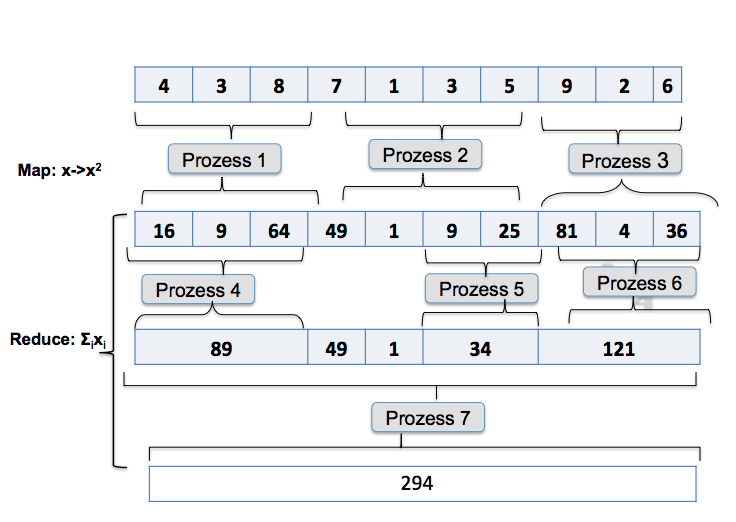 4 3 8 7 1 3 5 9 2 6
Prozess 1 Prozess 2 Prozess 3
Map: x->x²
16 9 64 49 1 9 25 81 4 36
Prozess 4 Prozess 5 Prozess 6
Reduce: Σᵢxᵢ
89 49 1 34 121
Prozess 7
294